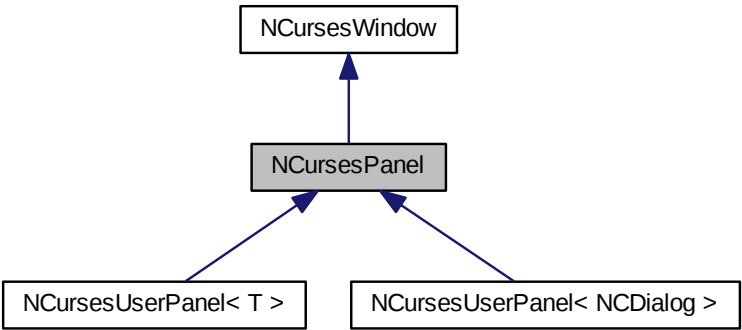 NCursesWindow
NCursesPanel
NCursesUserPanel< T >
NCursesUserPanel< NCDialog >